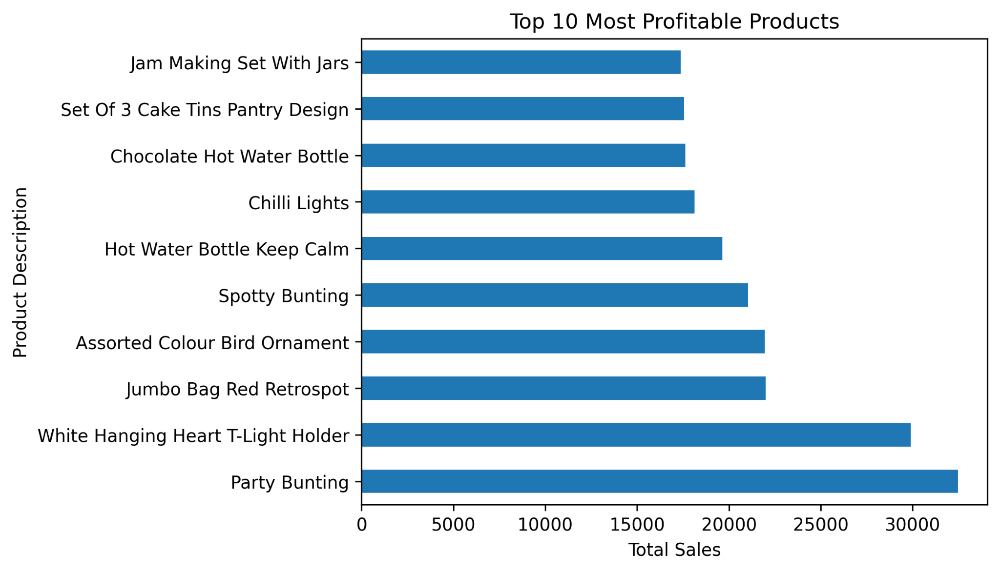 Top 10 Most Profitable Products
Jam Making Set With Jars
Set Of 3 Cake Tins Pantry Design
Chocolate Hot Water Bottle
Chilli Lights
Hot Water Bottle Keep Calm
Spotty Bunting
Assorted Colour Bird Ornament
Jumbo Bag Red Retrospot
White Hanging Heart T-Light Holder
Party Bunting
Product Description
0 5000 10000 15000 20000 25000 30000
Total Sales